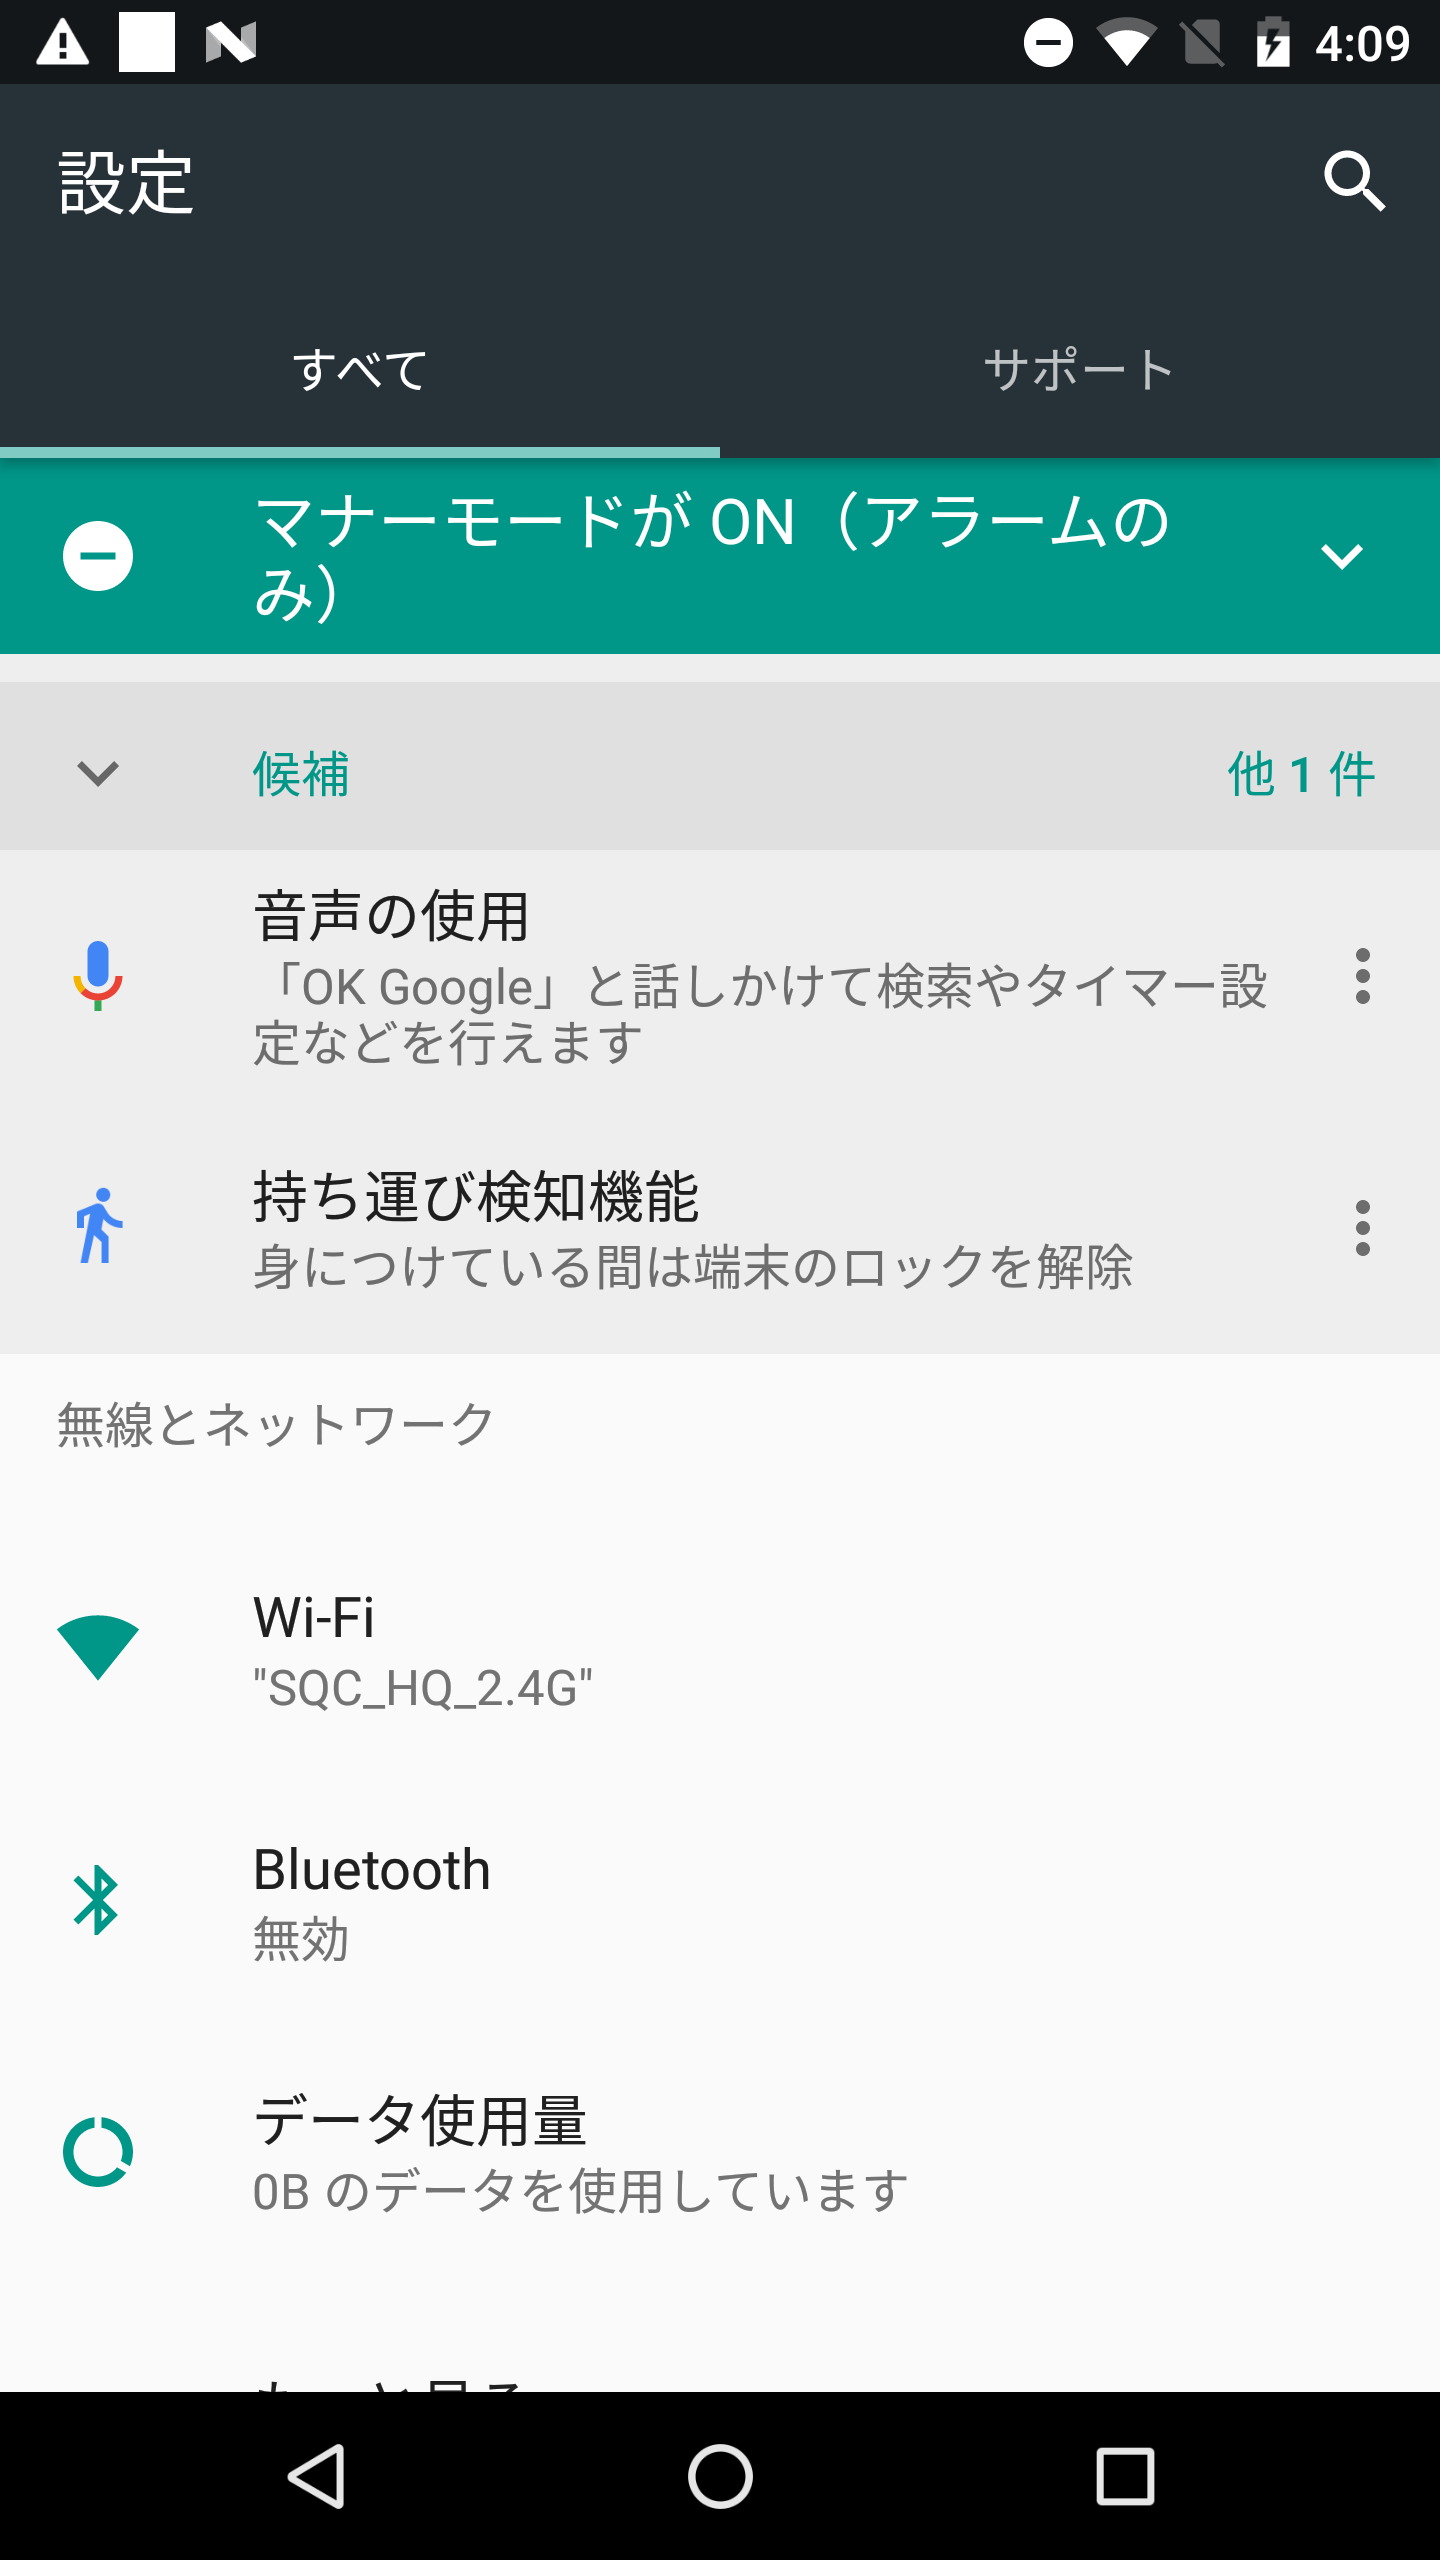 4:09
設定
すべて
サポート
マナーモードが ON（アラームの
み）
候補
他 1 件
音声の使用
「OK Google」と話しかけて検索やタイマー設
定などを行えます
持ち運び検知機能
身につけている間は端末のロックを解除
無線とネットワーク
Wi-Fi
"SQC_HQ_2.4G"
Bluetooth
無効
データ使用量
0B のデータを使用しています